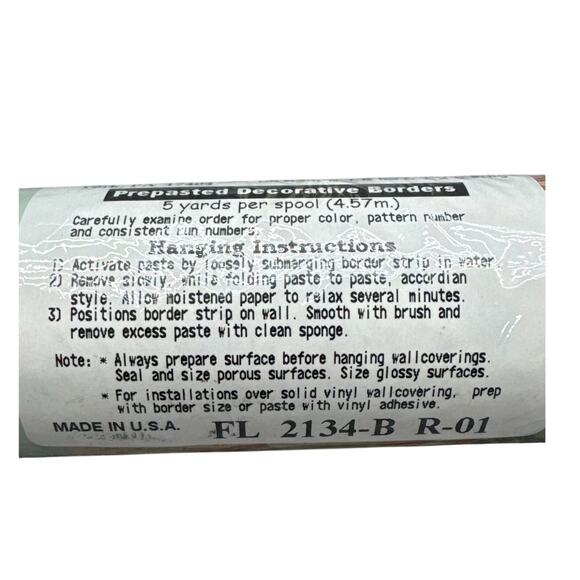 Prepasted Decorative Borders
5 yards per spool (4.57m.)
Carefully examine order for proper color, pattern number
and consistent run numbers.
Hanging Instructions
1) Activate paste by loosely submerging border strip in water
2) Remove slowly, while folding paste to paste, accordian
style. Allow moistened paper to relax several minutes.
3) Positions border strip on wall. Smooth with brush and
remove excess paste with clean sponge.
Note: * Always prepare surface before hanging wallcoverings.
Seal and size porous surfaces. Size glossy surfaces.
* For installations over solid vinyl wallcovering, prep
with border size or paste with vinyl adhesive.
MADE IN U.S.A. FL 2134-B R-01